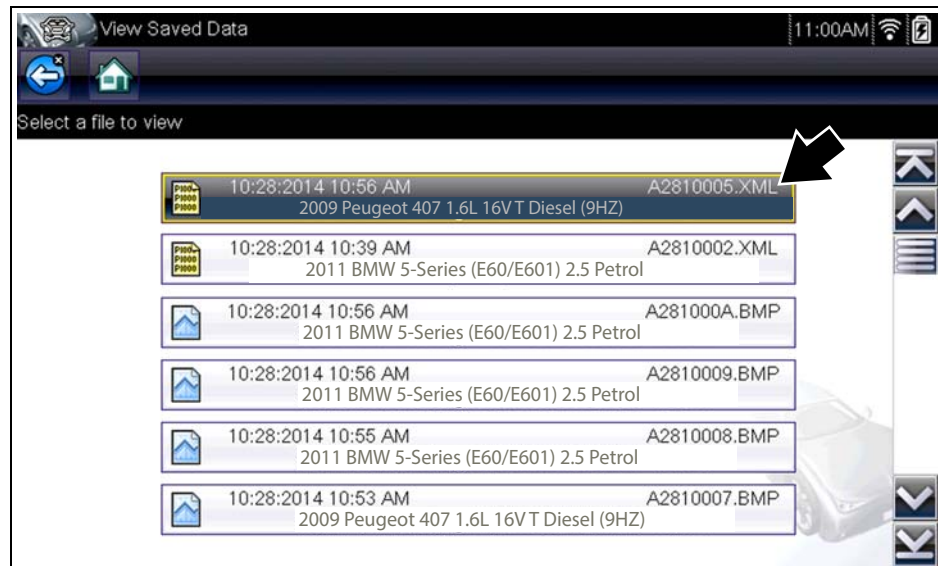 View Saved Data 11:00AM
Select a file to view
10:28:2014 10:56 AM A2810005.XML
2009 Peugeot 407 1.6L 16V T Diesel (9HZ)
10:28:2014 10:39 AM A2810002.XML
2011 BMW 5-Series (E60/E601) 2.5 Petrol
10:28:2014 10:56 AM A281000A.BMP
2011 BMW 5-Series (E60/E601) 2.5 Petrol
10:28:2014 10:56 AM A2810009.BMP
2011 BMW 5-Series (E60/E601) 2.5 Petrol
10:28:2014 10:55 AM A2810008.BMP
2011 BMW 5-Series (E60/E601) 2.5 Petrol
10:28:2014 10:53 AM A2810007.BMP
2009 Peugeot 407 1.6L 16V T Diesel (9HZ)